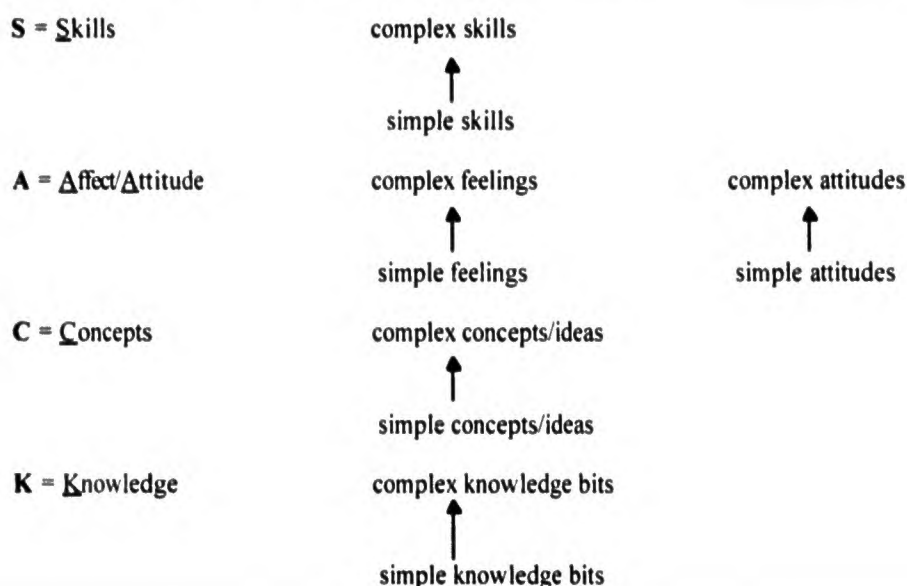 S = Skills complex skills
simple skills
A = Affect/Attitude complex feelings complex attitudes
simple feelings simple attitudes
C = Concepts complex concepts/ideas
simple concepts/ideas
K = Knowledge complex knowledge bits
simple knowledge bits